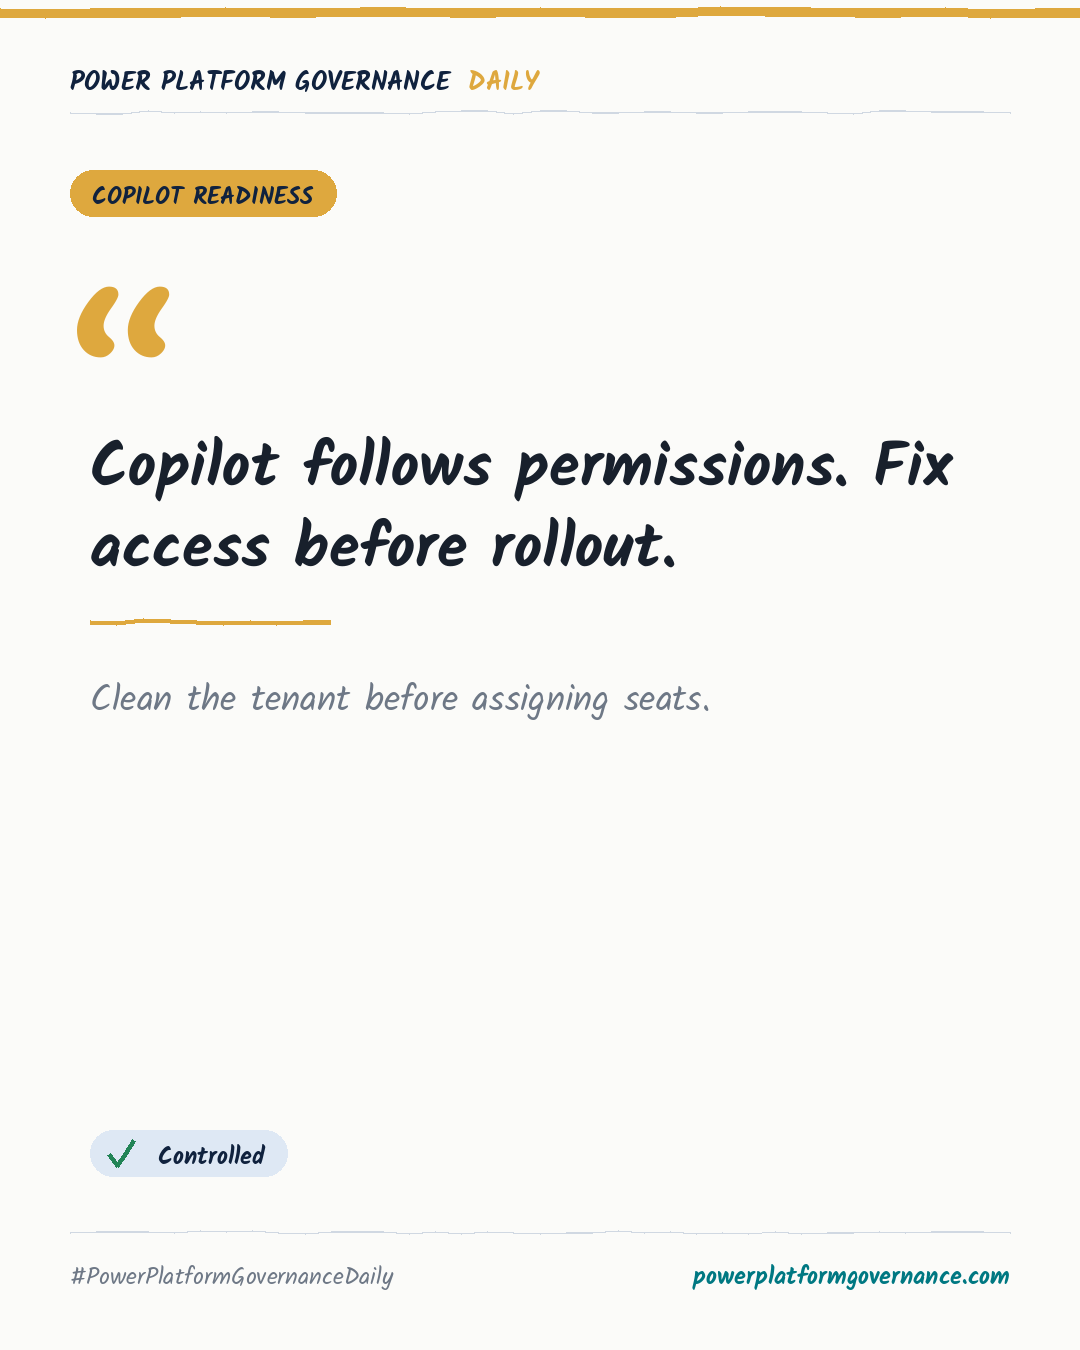 POWER PLATFORM GOVERNANCE DAILY
COPILOT READINESS
“
Copilot follows permissions. Fix
access before rollout.
Clean the tenant before assigning seats.
Controlled
#PowerPlatformGovernanceDaily
powerplatformgovernance.com